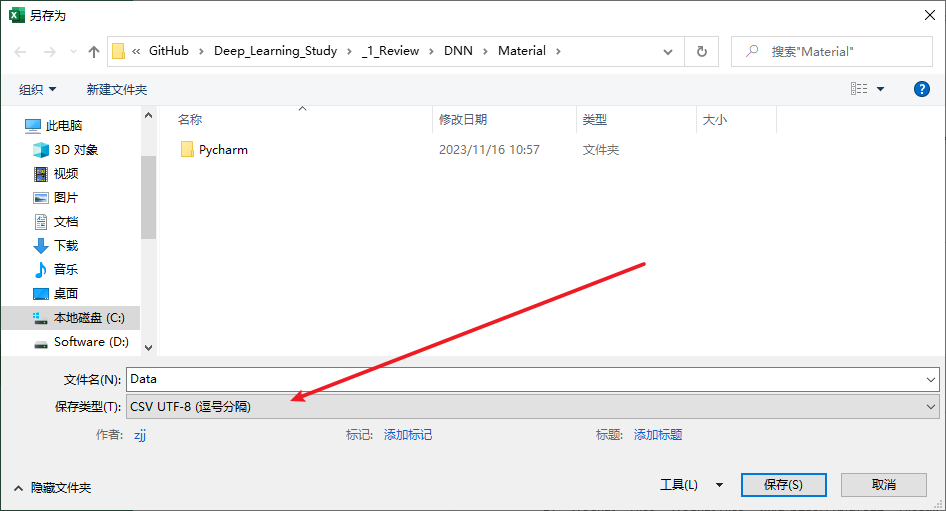 另存为
« GitHub › Deep_Learning_Study › _1_Review › DNN › Material ›
搜索"Material"
组织 新建文件夹
名称 修改日期 类型 大小
Pycharm 2023/11/16 10:57 文件夹
此电脑
3D 对象
视频
图片
文档
下载
音乐
桌面
本地磁盘 (C:)
Software (D:)
文件名(N): Data
保存类型(T): CSV UTF-8 (逗号分隔)
作者: zjj 标记: 添加标记 标题: 添加标题
隐藏文件夹 工具(L) 保存(S) 取消